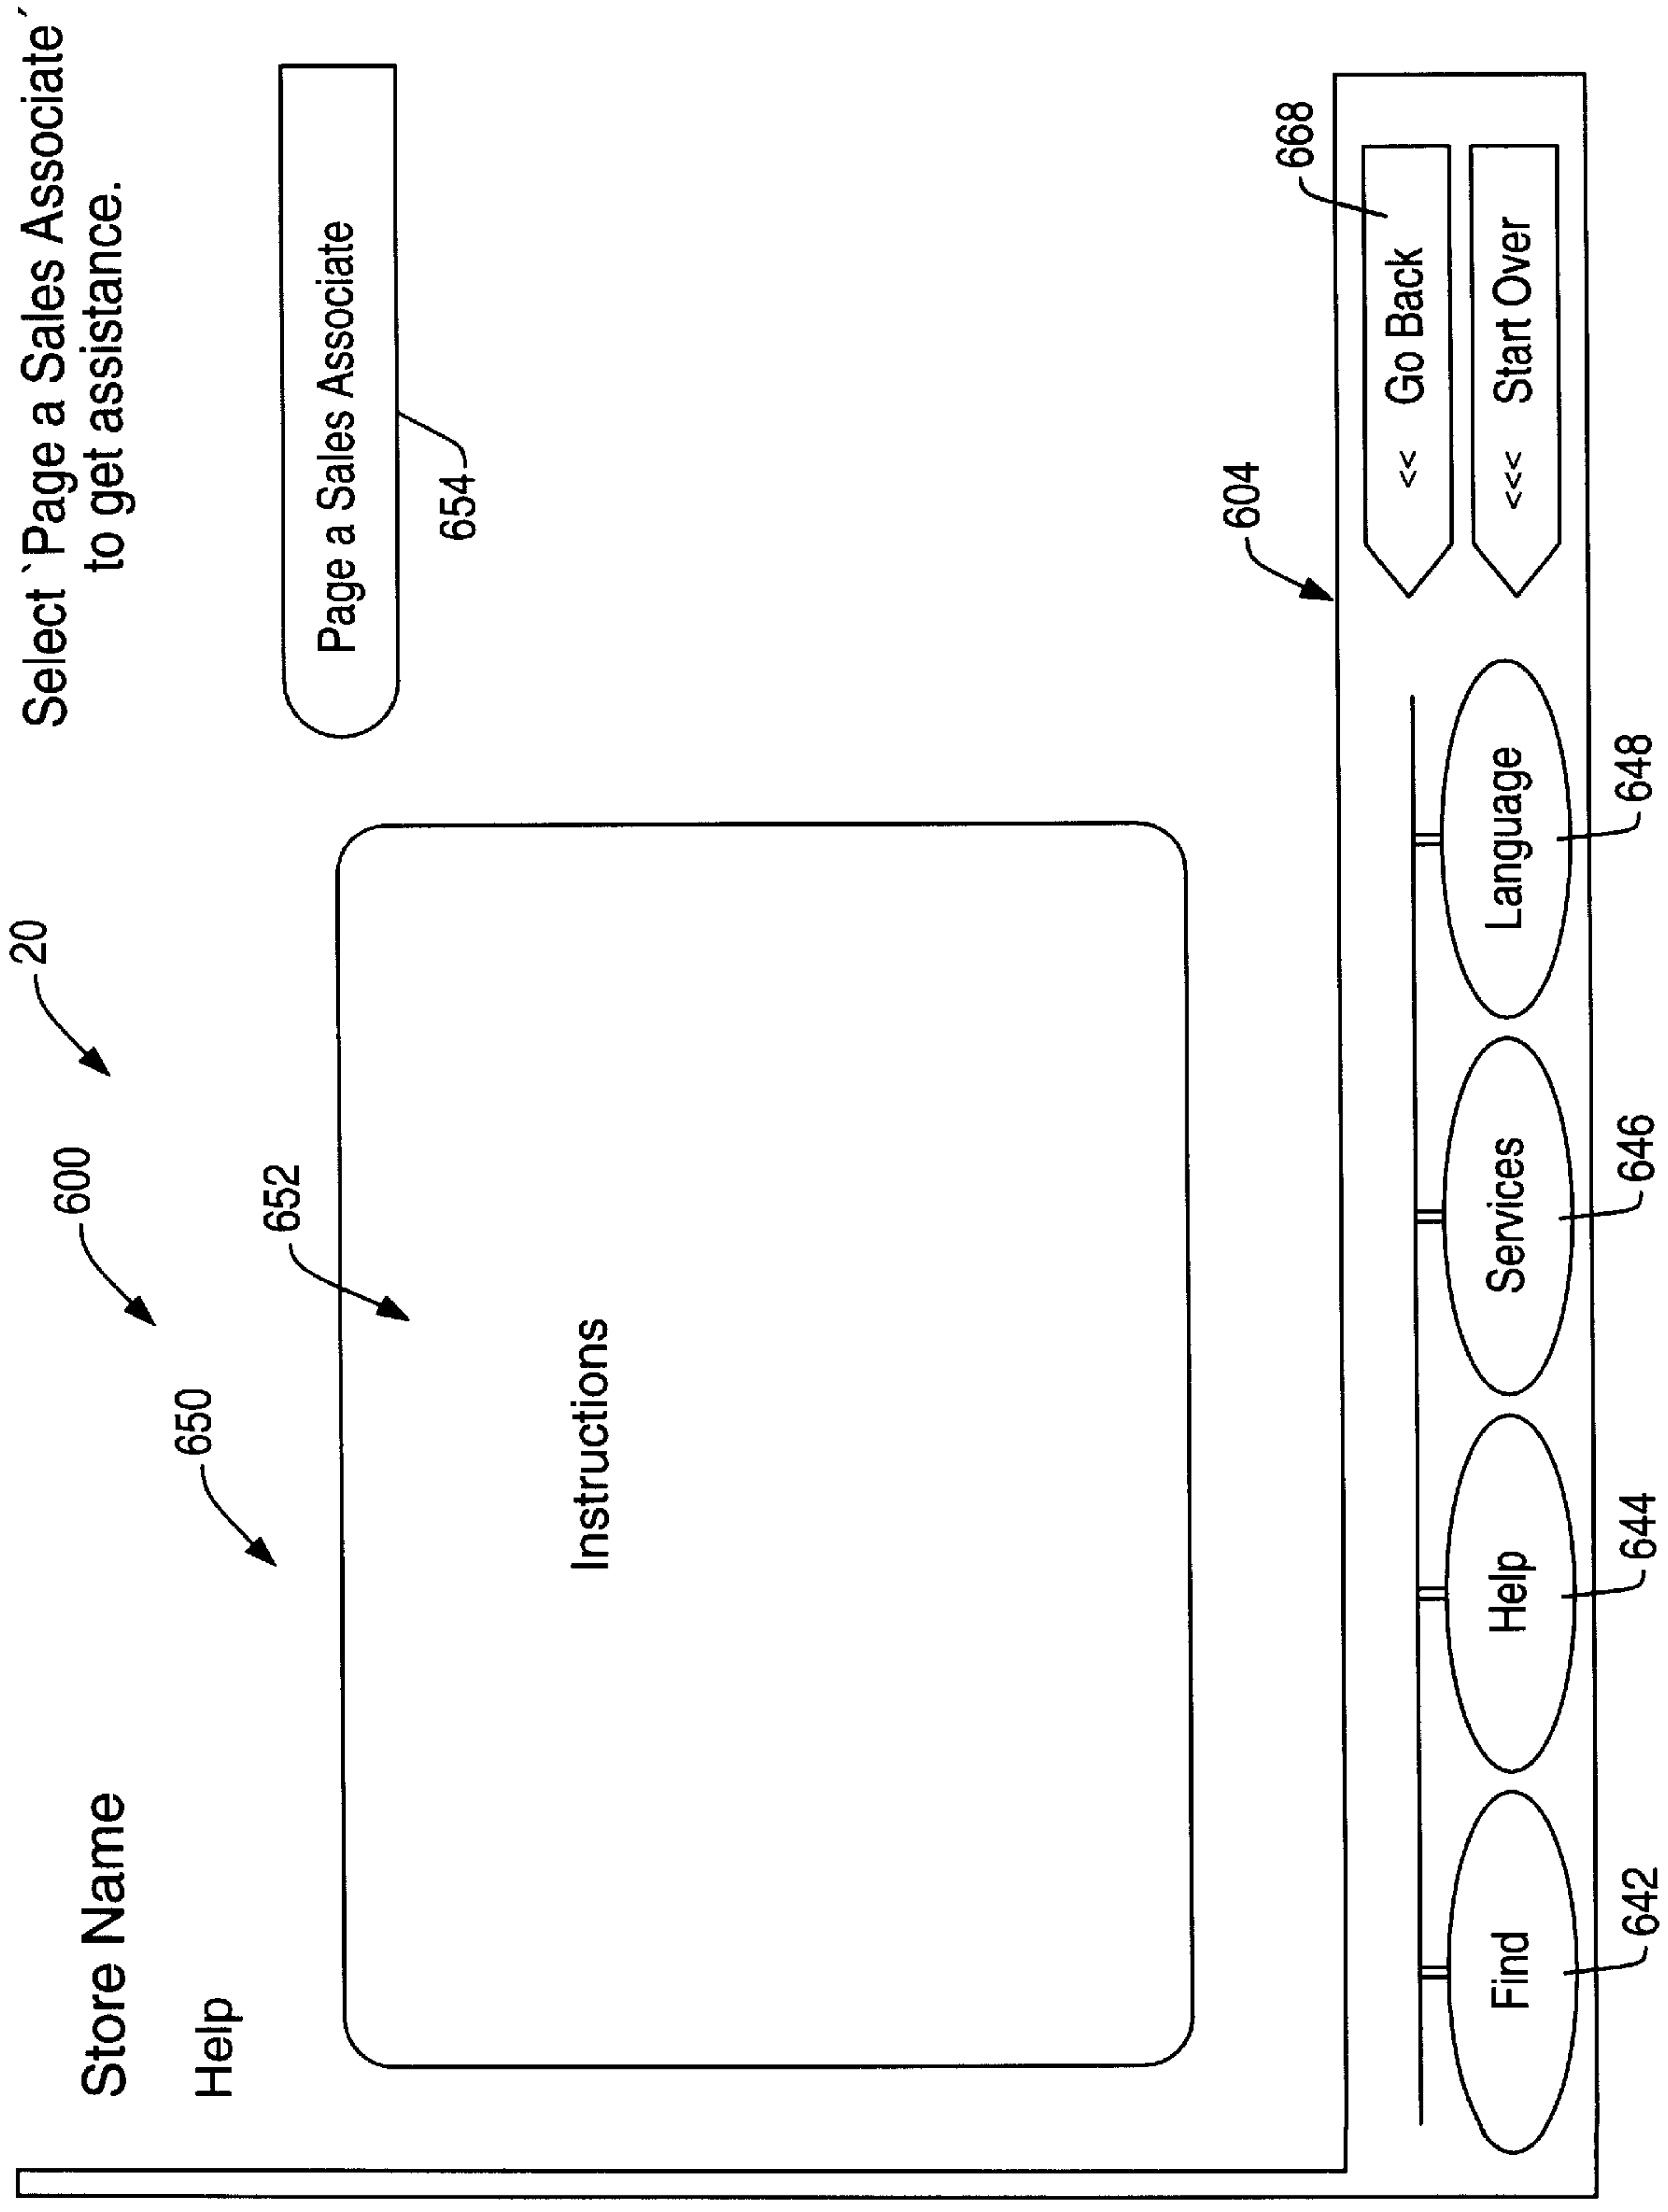 Store Name
Help
Select `Page a Sales Associate´
to get assistance.
20
600
650
652
Instructions
Page a Sales Associate
654
604
668
<< Go Back
<<< Start Over
Find
Help
Services
Language
642
644
646
648